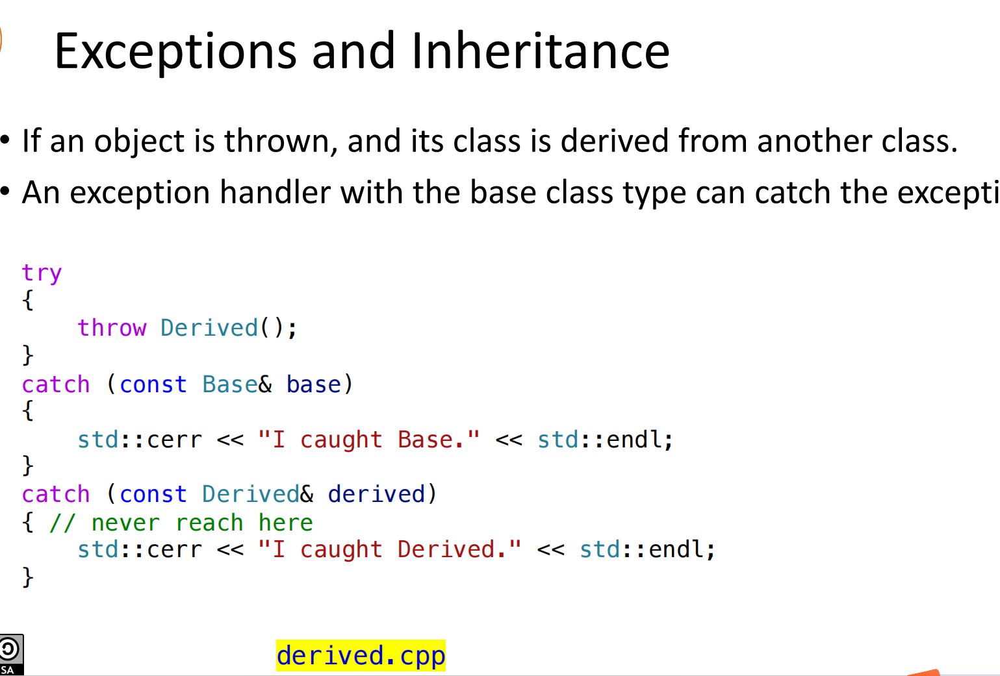 Exceptions and Inheritance
• If an object is thrown, and its class is derived from another class.
• An exception handler with the base class type can catch the
try
{
    throw Derived();
}
catch (const Base& base)
{
    std::cerr << "I caught Base." << std::endl;
}
catch (const Derived& derived)
{ // never reach here
    std::cerr << "I caught Derived." << std::endl;
}
derived.cpp
SA